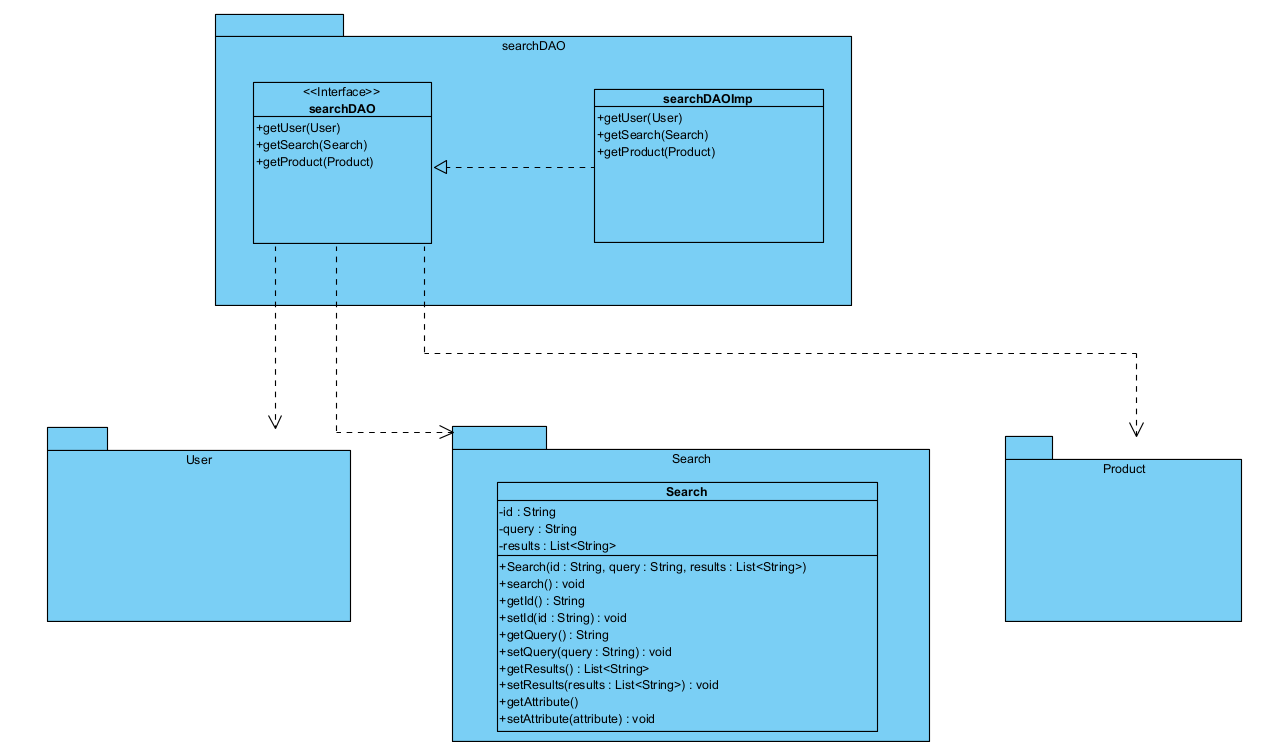 searchDAO
<<Interface>>
searchDAO
+getUser(User)
+getSearch(Search)
+getProduct(Product)
searchDAOImp
+getUser(User)
+getSearch(Search)
+getProduct(Product)
User
Search
Search
-id : String
-query : String
-results : List<String>
+Search(id : String, query : String, results : List<String>)
+search() : void
+getId() : String
+setId(id : String) : void
+getQuery() : String
+setQuery(query : String) : void
+getResults() : List<String>
+setResults(results : List<String>) : void
+getAttribute()
+setAttribute(attribute) : void
Product